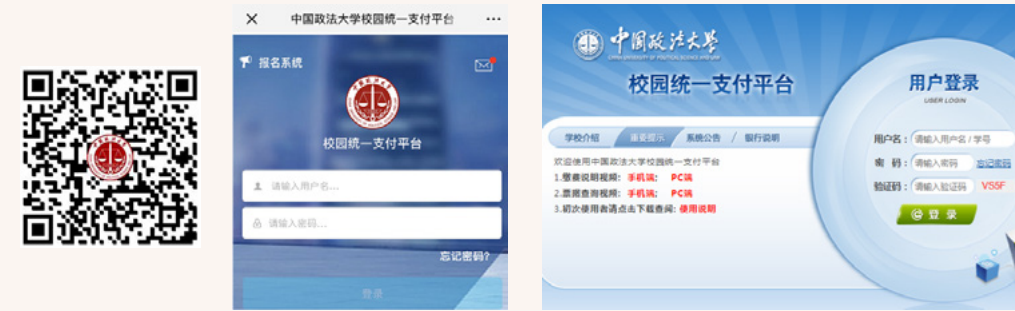 中国政法大学校园统一支付平台
报名系统
校园统一支付平台
请输入用户名...
请输入密码...
忘记密码?
登录
中国政法大学
校园统一支付平台
学校介绍 重要提示 系统公告 / 银行说明
欢迎使用中国政法大学校园统一支付平台
1.缴费说明视频: 手机端; PC端
2.票据查询视频: 手机端; PC端
3.初次使用者请点击下载查阅: 使用说明
用户登录
USER LOGIN
用户名: 请输入用户名 / 学号
密 码: 请输入密码 忘记密码
验证码: 请输入验证码 VS5F
登 录